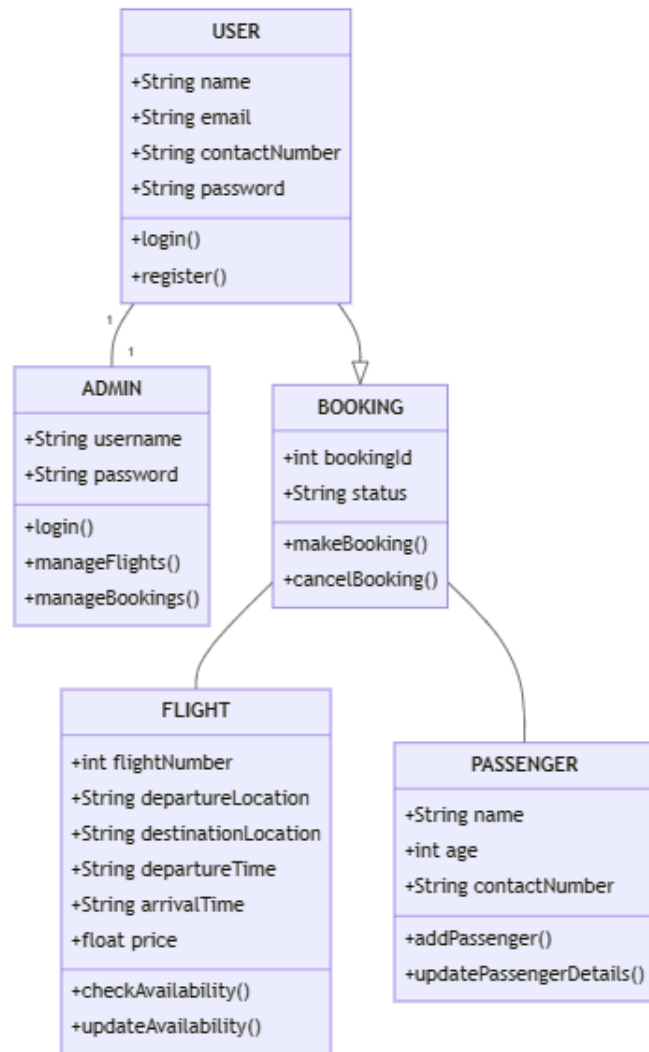 USER
+String name
+String email
+String contactNumber
+String password
+login()
+register()
1
1
ADMIN
+String username
+String password
+login()
+manageFlights()
+manageBookings()
BOOKING
+int bookingId
+String status
+makeBooking()
+cancelBooking()
FLIGHT
+int flightNumber
+String departureLocation
+String destinationLocation
+String departureTime
+String arrivalTime
+float price
+checkAvailability()
+updateAvailability()
PASSENGER
+String name
+int age
+String contactNumber
+addPassenger()
+updatePassengerDetails()